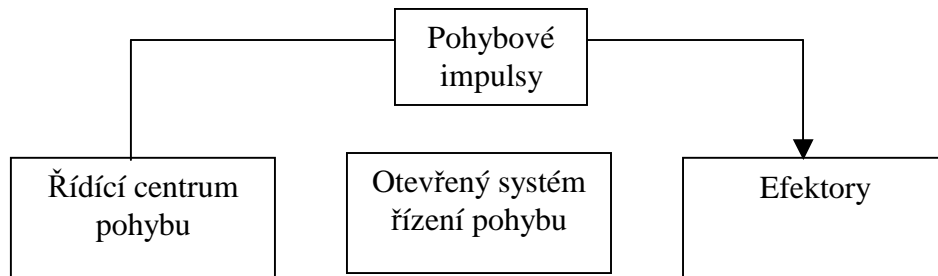 Pohybové
impulsy
Řídící centrum
pohybu
Otevřený systém
řízení pohybu
Efektory